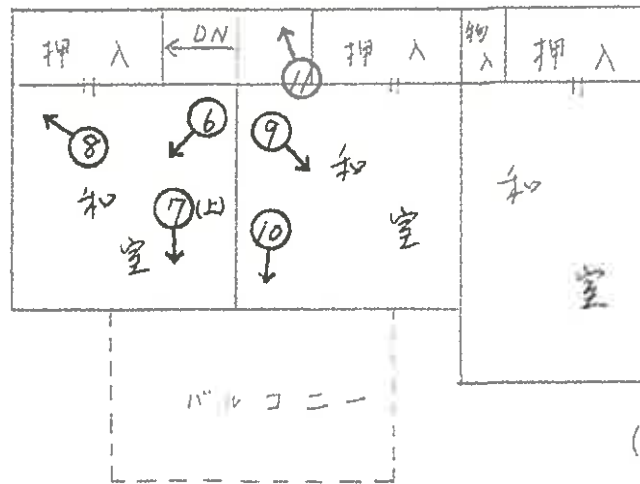 押入 DN 押入 物入 押入
⑪
⑥
⑧ ⑨
和 和 和
⑦(上)
室 ⑩ 室
室
バルコニー
(